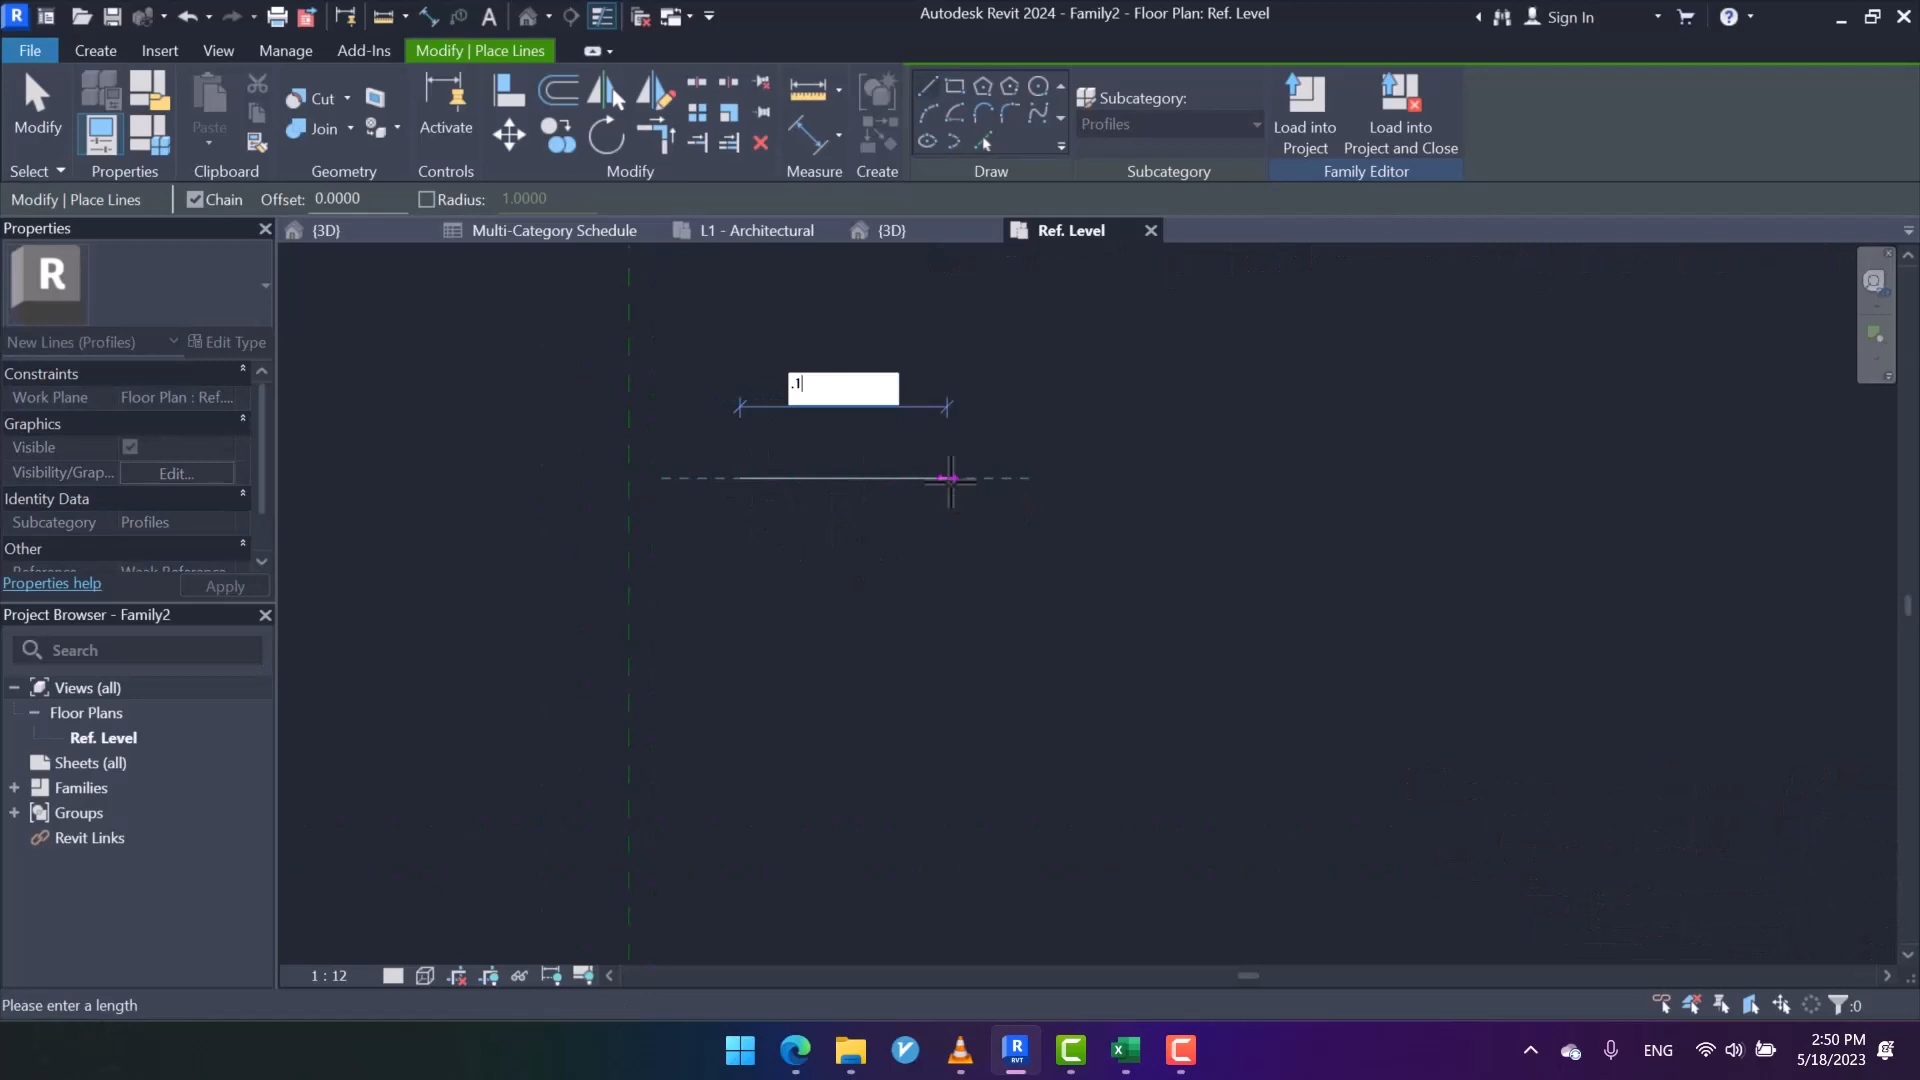 Autodesk Revit 2024 - Family2 - Floor Plan: Ref. Level
Sign In
File
Create
Insert
View
Manage
Add-Ins
Modify | Place Lines
Modify
Paste
Cut
Join
Activate
Subcategory:
Profiles
Load into
Project
Load into
Project and Close
Select
Properties
Clipboard
Geometry
Controls
Modify
Measure
Create
Draw
Subcategory
Family Editor
Modify | Place Lines
Chain
Offset:
0.0000
Radius:
1.0000
Properties
{3D}
Multi-Category Schedule
L1 - Architectural
{3D}
Ref. Level
R
New Lines (Profiles)
Edit Type
Constraints
Work Plane
Floor Plan : Ref....
Graphics
Visible
Visibility/Grap...
Edit...
Identity Data
Subcategory
Profiles
Other
Properties help
Apply
.1
Project Browser - Family2
Search
Views (all)
Floor Plans
Ref. Level
Sheets (all)
Families
Groups
Revit Links
1 : 12
Please enter a length
:0
ENG
2:50 PM
5/18/2023